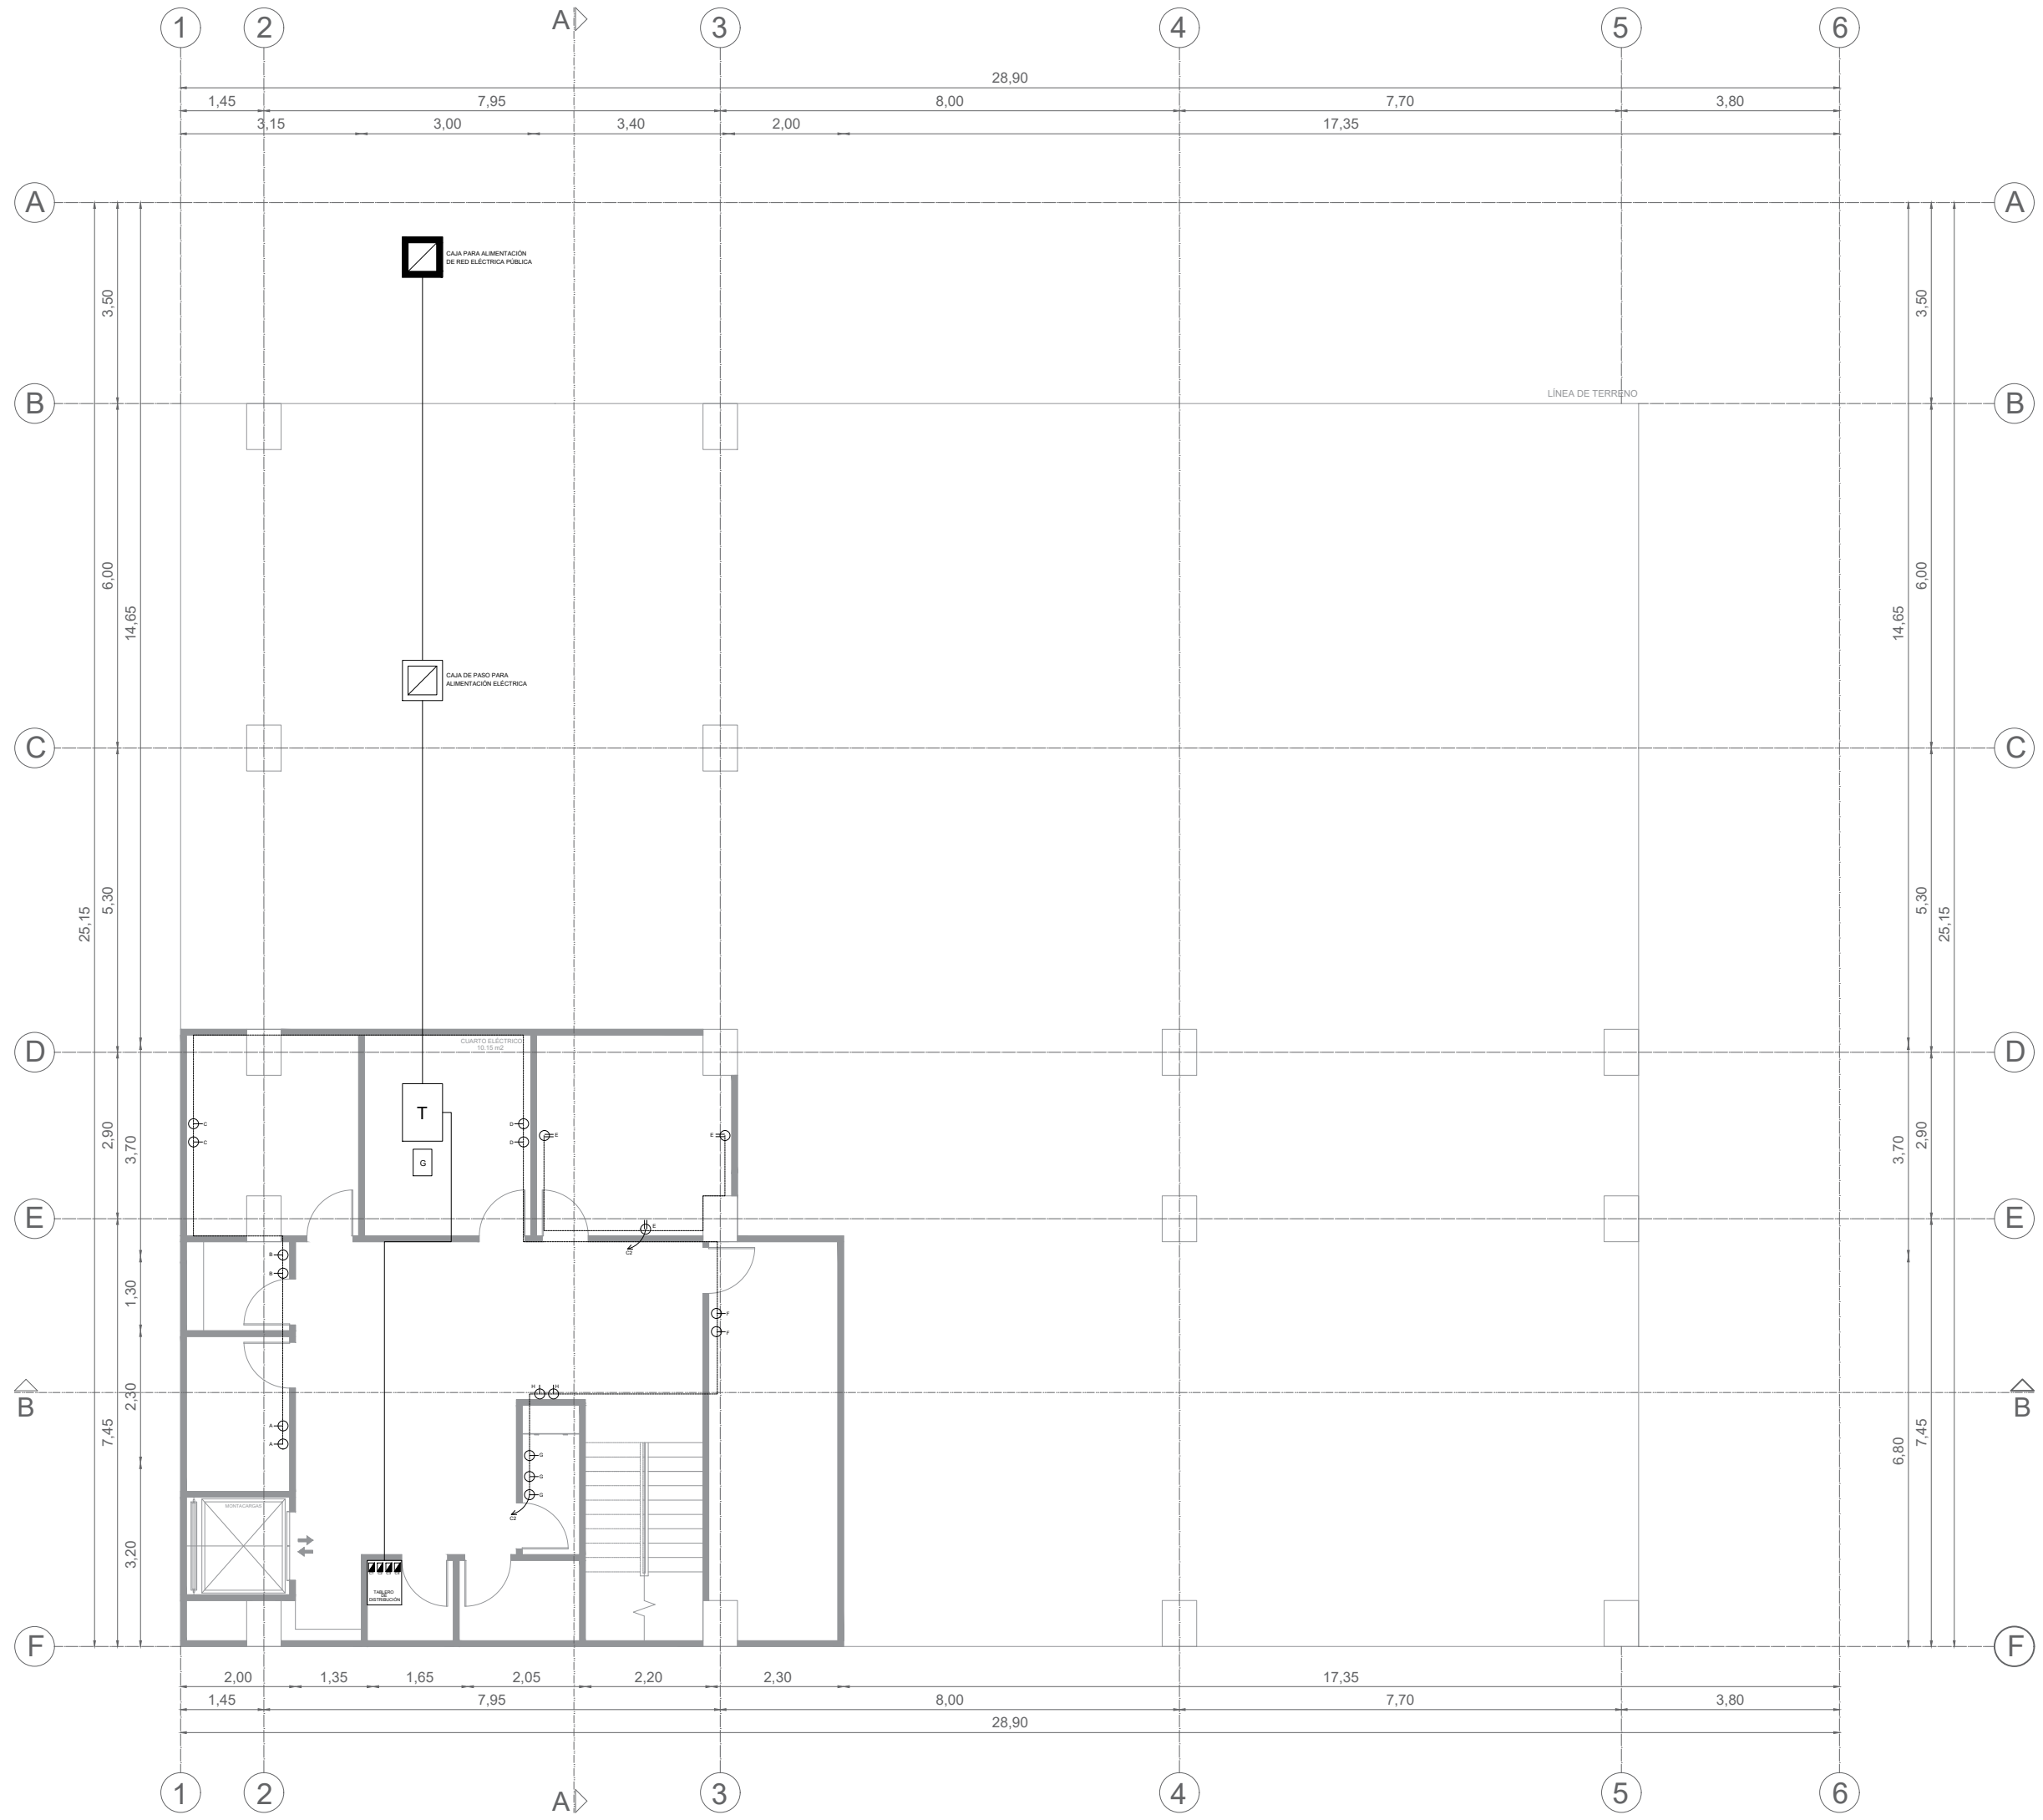 1 2 A 3 4 5 6
28,90
1,45 7,95 8,00 7,70 3,80
3,15 3,00 3,40 2,00 17,35
A A
CAJA PARA ALIMENTACIÓN
DE RED ELÉCTRICA PÚBLICA
3,50 3,50
B B
LÍNEA DE TERRENO
6,00 6,00
14,65 14,65
CAJA DE PASO PARA
ALIMENTACIÓN ELÉCTRICA
C C
5,30 5,30
25,15 25,15
CUARTO ELÉCTRICO
10.15 m2
D D
T
2,90 3,70 3,70 2,90
C D
C D
E E
G
E E
E
C2
B
B
1,30
F
F
2,30
B B
H H
7,45 7,45
A
A
6,80
G
G
G
C2
MONTACARGAS
3,20
TABLERO
DE
DISTRIBUCIÓN
F F
2,00 1,35 1,65 2,05 2,20 2,30 17,35
1,45 7,95 8,00 7,70 3,80
28,90
1 2 A 3 4 5 6